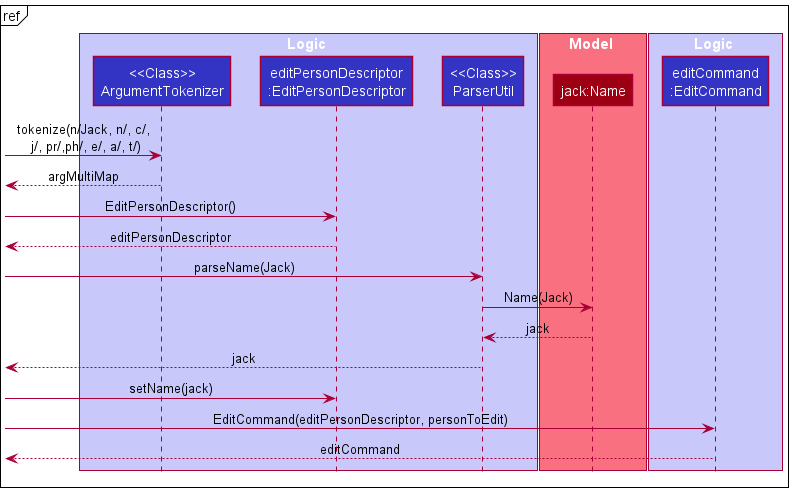 ref
Logic
Model
Logic
<<Class>>
ArgumentTokenizer
editPersonDescriptor
:EditPersonDescriptor
<<Class>>
ParserUtil
jack:Name
editCommand
:EditCommand
tokenize(n/Jack, n/, c/,
j/, pr/,ph/, e/, a/, t/)
argMultiMap
EditPersonDescriptor()
editPersonDescriptor
parseName(Jack)
Name(Jack)
jack
jack
setName(jack)
EditCommand(editPersonDescriptor, personToEdit)
editCommand